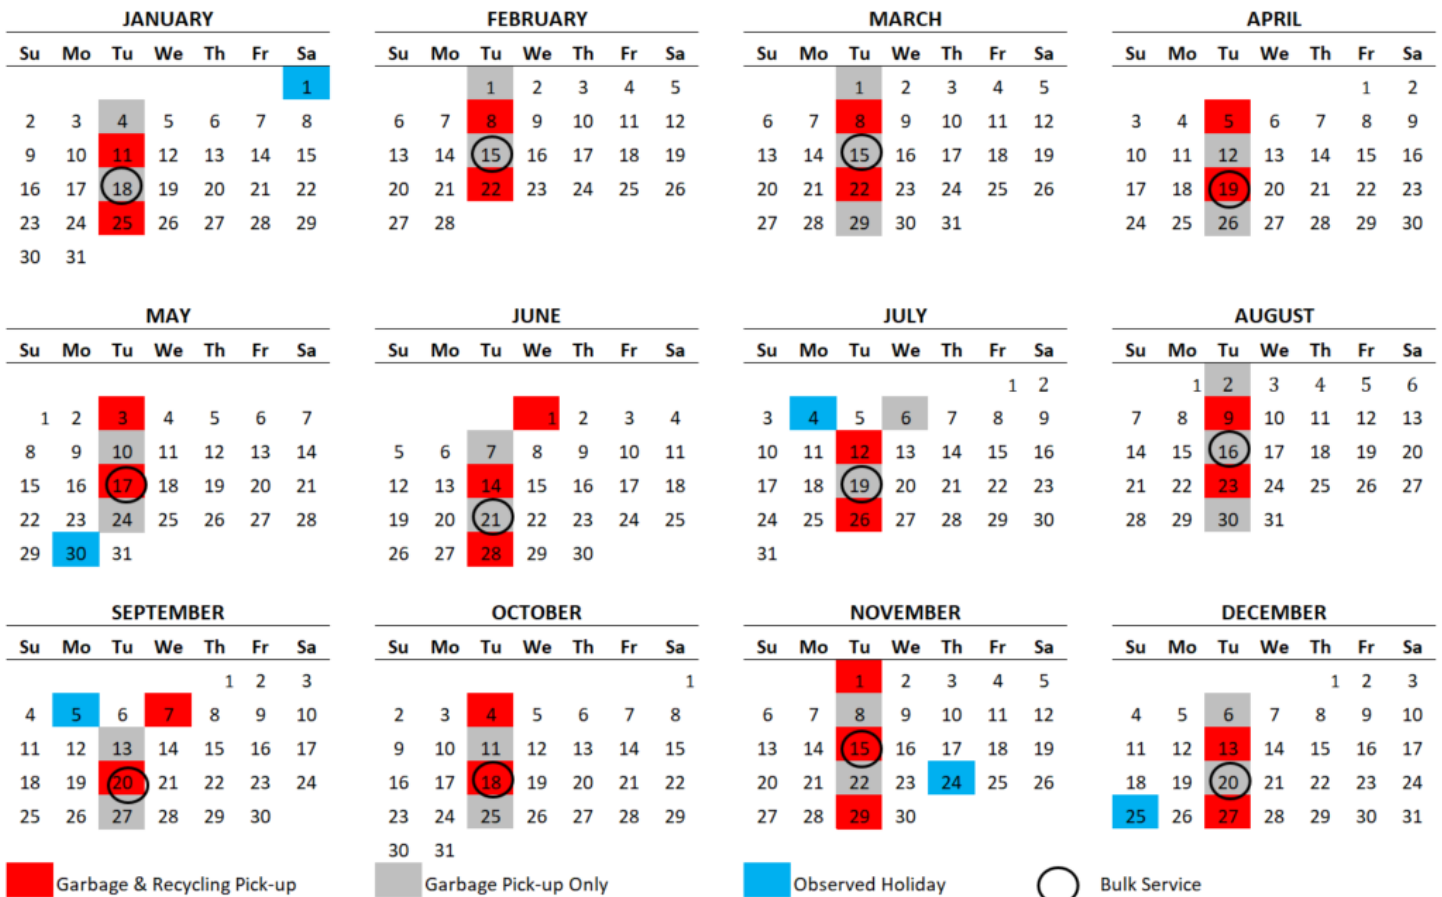 JANUARY FEBRUARY MARCH APRIL
Su Mo Tu We Th Fr Sa Su Mo Tu We Th Fr Sa Su Mo Tu We Th Fr Sa Su Mo Tu We Th Fr Sa
1 1 2 3 4 5 1 2 3 4 5 1 2
2 3 4 5 6 7 8 6 7 8 9 10 11 12 6 7 8 9 10 11 12 3 4 5 6 7 8 9
9 10 11 12 13 14 15 13 14 15 16 17 18 19 13 14 15 16 17 18 19 10 11 12 13 14 15 16
16 17 18 19 20 21 22 20 21 22 23 24 25 26 20 21 22 23 24 25 26 17 18 19 20 21 22 23
23 24 25 26 27 28 29 27 28 27 28 29 30 31 24 25 26 27 28 29 30
30 31
MAY JUNE JULY AUGUST
Su Mo Tu We Th Fr Sa Su Mo Tu We Th Fr Sa Su Mo Tu We Th Fr Sa Su Mo Tu We Th Fr Sa
1 2 1 2 3 4 5 6
1 2 3 4 5 6 7 1 2 3 4 3 4 5 6 7 8 9 7 8 9 10 11 12 13
8 9 10 11 12 13 14 5 6 7 8 9 10 11 10 11 12 13 14 15 16 14 15 16 17 18 19 20
15 16 17 18 19 20 21 12 13 14 15 16 17 18 17 18 19 20 21 22 23 21 22 23 24 25 26 27
22 23 24 25 26 27 28 19 20 21 22 23 24 25 24 25 26 27 28 29 30 28 29 30 31
29 30 31 26 27 28 29 30 31
SEPTEMBER OCTOBER NOVEMBER DECEMBER
Su Mo Tu We Th Fr Sa Su Mo Tu We Th Fr Sa Su Mo Tu We Th Fr Sa Su Mo Tu We Th Fr Sa
1 2 3 1 1 2 3 4 5 1 2 3
4 5 6 7 8 9 10 2 3 4 5 6 7 8 6 7 8 9 10 11 12 4 5 6 7 8 9 10
11 12 13 14 15 16 17 9 10 11 12 13 14 15 13 14 15 16 17 18 19 11 12 13 14 15 16 17
18 19 20 21 22 23 24 16 17 18 19 20 21 22 20 21 22 23 24 25 26 18 19 20 21 22 23 24
25 26 27 28 29 30 23 24 25 26 27 28 29 27 28 29 30 25 26 27 28 29 30 31
30 31
Garbage & Recycling Pick-up Garbage Pick-up Only Observed Holiday Bulk Service